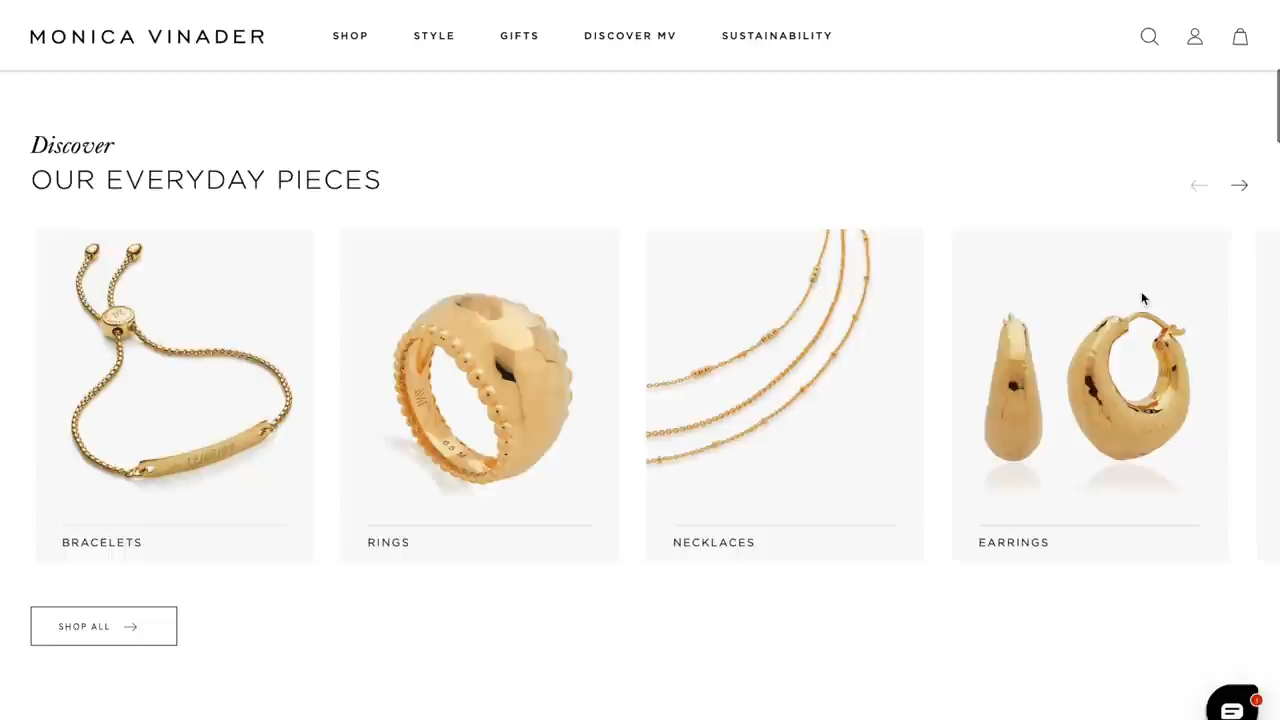 MONICA VINADER
SHOP STYLE GIFTS DISCOVER MV SUSTAINABILITY
Discover
OUR EVERYDAY PIECES
BRACELETS
RINGS
NECKLACES
EARRINGS
SHOP ALL